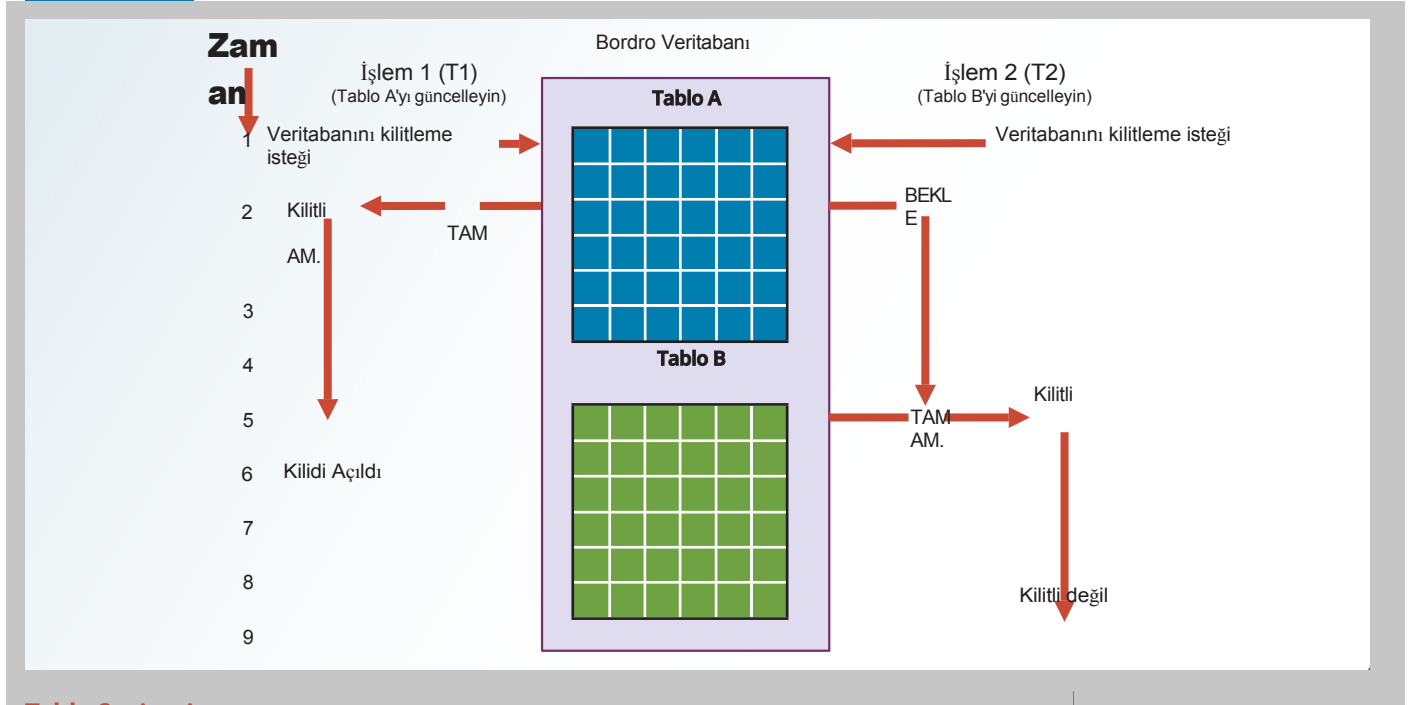 Zam
an
Bordro Veritabanı
İşlem 1 (T1)
(Tablo A'yı güncelleyin)
İşlem 2 (T2)
(Tablo B'yi güncelleyin)
Tablo A
1 Veritabanını kilitleme
isteği
Veritabanını kilitleme isteği
2 Kilitli
TAM
AM.
BEKL
E
3
4
Tablo B
5
TAM
AM.
Kilitli
6 Kilidi Açıldı
7
8
Kilitli değil
9